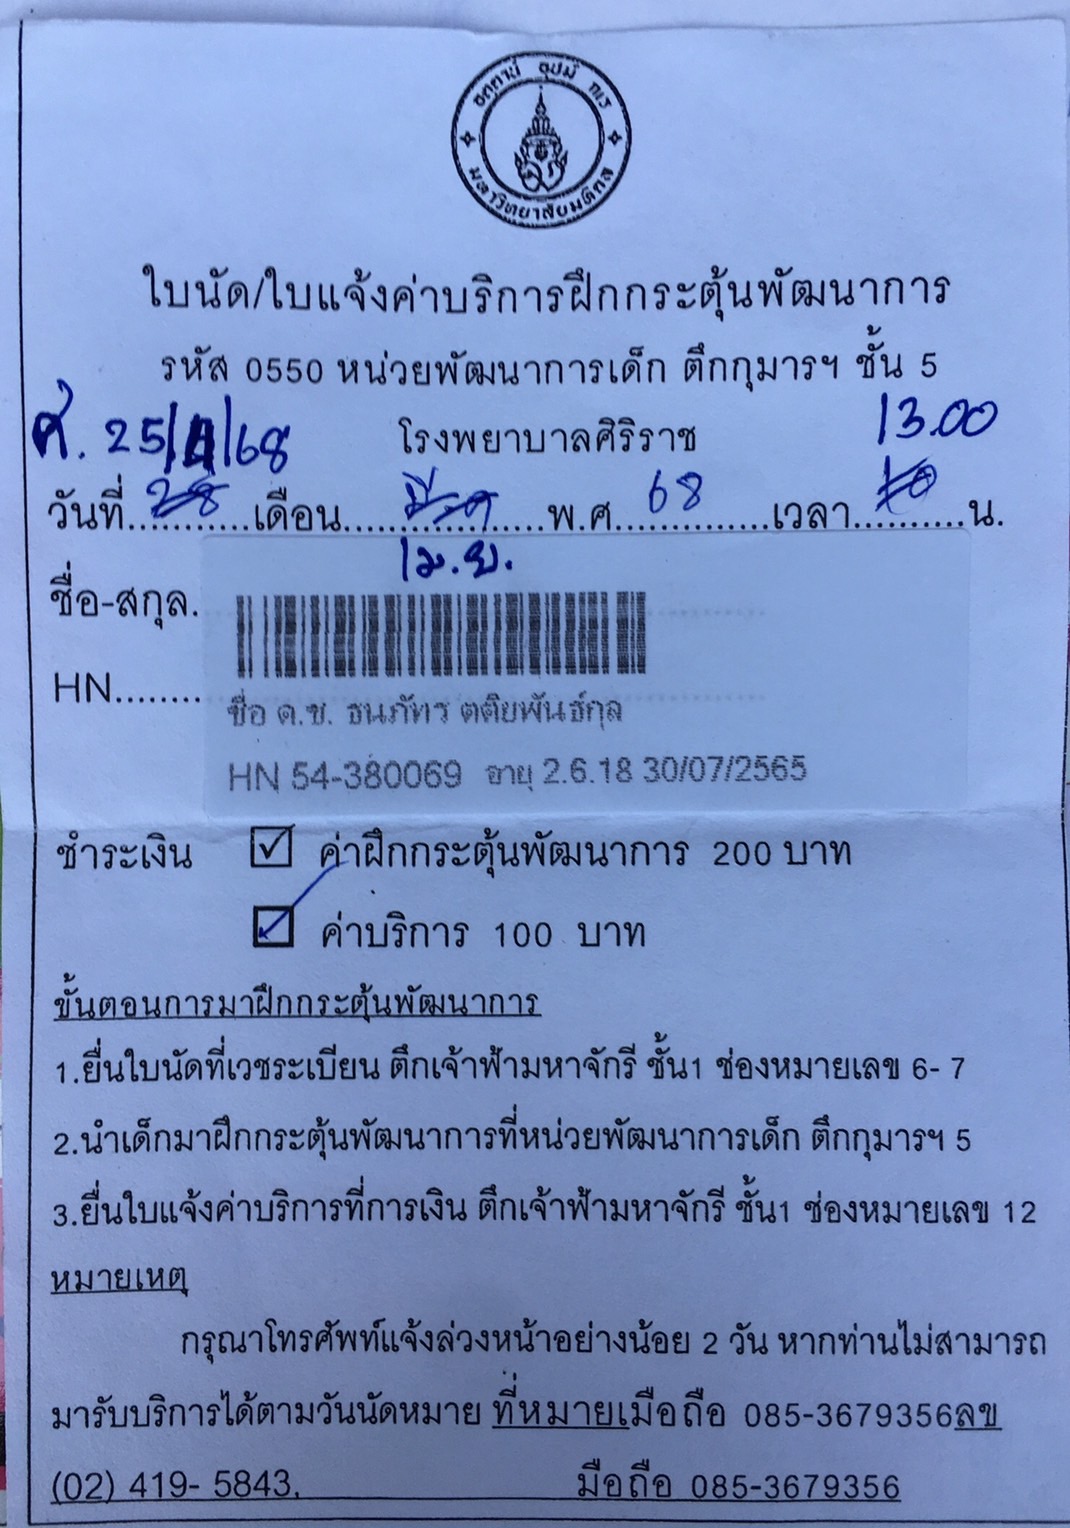 อตฺตานํ อุปมํ กเร
มหาวิทยาลัยมหิดล
ใบนัด/ใบแจ้งค่าบริการฝึกกระตุ้นพัฒนาการ
รหัส 0550 หน่วยพัฒนาการเด็ก ตึกกุมารฯ ชั้น 5
ศ. 25/4/68 โรงพยาบาลศิริราช 13.00
วันที่.....28.....เดือน.....มี.ค.....พ.ศ.....68.....เวลา.....10.....น.
เม.ย.
ชื่อ-สกุล.
HN........
ชื่อ ด.ช. ธนภัทร ตติยพันธ์กุล
HN 54-380069 อายุ 2.6.18 30/07/2565
ชำระเงิน ☑ ค่าฝึกกระตุ้นพัฒนาการ 200 บาท
☑ ค่าบริการ 100 บาท
ขั้นตอนการมาฝึกกระตุ้นพัฒนาการ
1.ยื่นใบนัดที่เวชระเบียน ตึกเจ้าฟ้ามหาจักรี ชั้น1 ช่องหมายเลข 6- 7
2.นำเด็กมาฝึกกระตุ้นพัฒนาการที่หน่วยพัฒนาการเด็ก ตึกกุมารฯ 5
3.ยื่นใบแจ้งค่าบริการที่การเงิน ตึกเจ้าฟ้ามหาจักรี ชั้น1 ช่องหมายเลข 12
หมายเหตุ
กรุณาโทรศัพท์แจ้งล่วงหน้าอย่างน้อย 2 วัน หากท่านไม่สามารถ
มารับบริการได้ตามวันนัดหมาย ที่หมายเมือถือ 085-3679356ลข
(02) 419- 5843, มือถือ 085-3679356